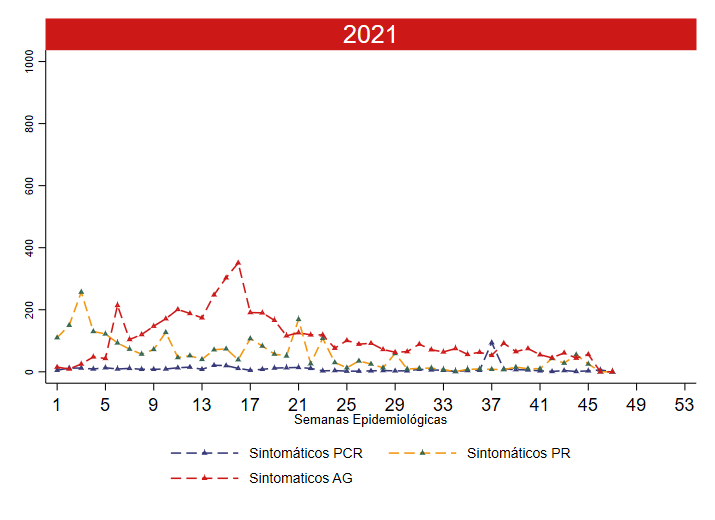 2021
1000
800
600
400
200
0
1 5 9 13 17 21 25 29 33 37 41 45 49 53
Semanas Epidemiológicas
Sintomáticos PCR Sintomáticos PR
Sintomaticos AG